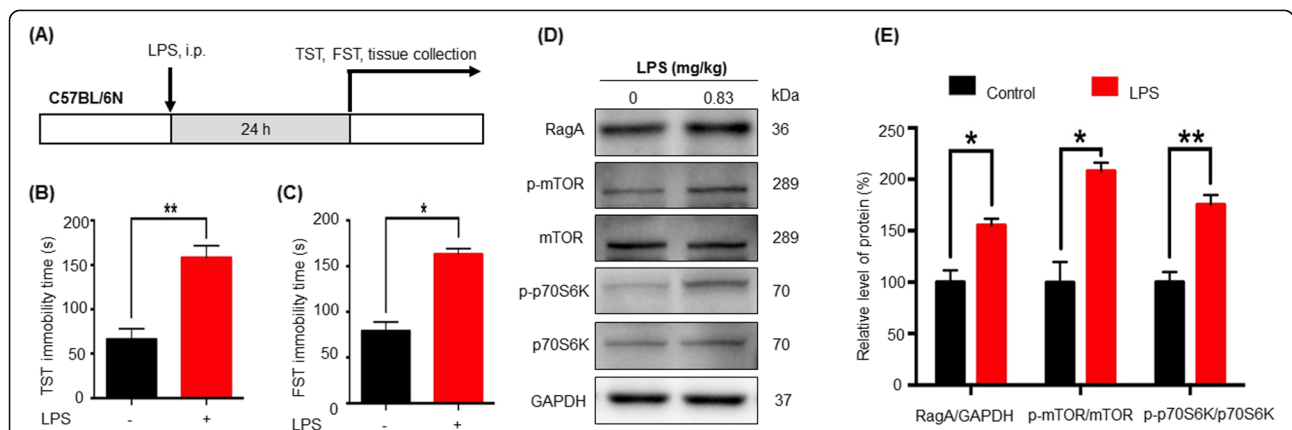 (A)
LPS, i.p.
TST, FST, tissue collection
C57BL/6N
24 h
(B)
**
TST immobility time (s)
200
150
100
50
0
LPS
-
+
(C)
*
FST immobility time (s)
200
150
100
50
0
LPS
-
+
(D)
LPS (mg/kg)
0 0.83 kDa
RagA 36
p-mTOR 289
mTOR 289
p-p70S6K 70
p70S6K 70
GAPDH 37
(E)
Control LPS
Relative level of protein (%)
250
200
150
100
50
0
* * **
RagA/GAPDH p-mTOR/mTOR p-p70S6K/p70S6K